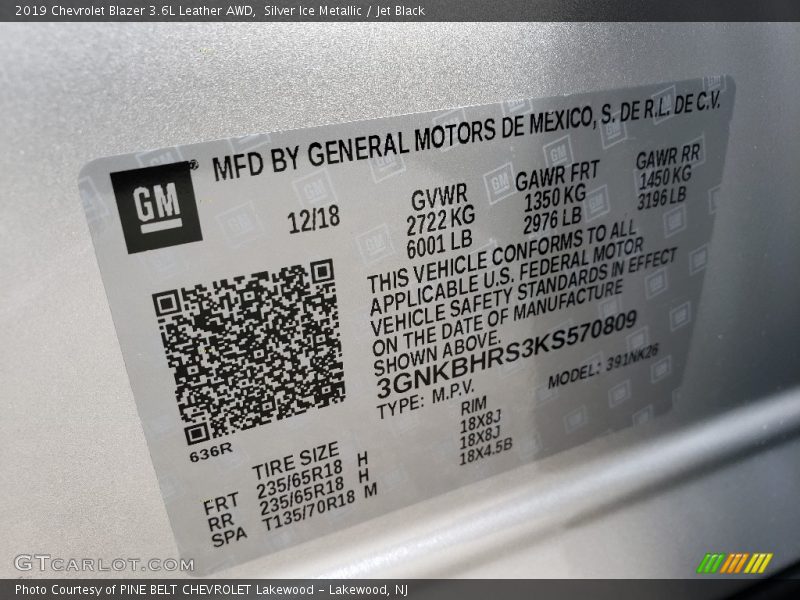 2019 Chevrolet Blazer 3.6L Leather AWD, Silver Ice Metallic / Jet Black
GM
MFD BY GENERAL MOTORS DE MEXICO, S. DE R.L. DE C.V.
12/18
GVWR
2722 KG
6001 LB
GAWR FRT
1350 KG
2976 LB
GAWR RR
1450 KG
3196 LB
THIS VEHICLE CONFORMS TO ALL
APPLICABLE U.S. FEDERAL MOTOR
VEHICLE SAFETY STANDARDS IN EFFECT
ON THE DATE OF MANUFACTURE
SHOWN ABOVE.
3GNKBHRS3KS570809
TYPE: M.P.V.
MODEL: 391NK26
636R
TIRE SIZE RIM
FRT 235/65R18 H 18X8J
RR 235/65R18 H 18X8J
SPA T135/70R18 M 18X4.5B
GTCARLOT.COM
Photo Courtesy of PINE BELT CHEVROLET Lakewood - Lakewood, NJ